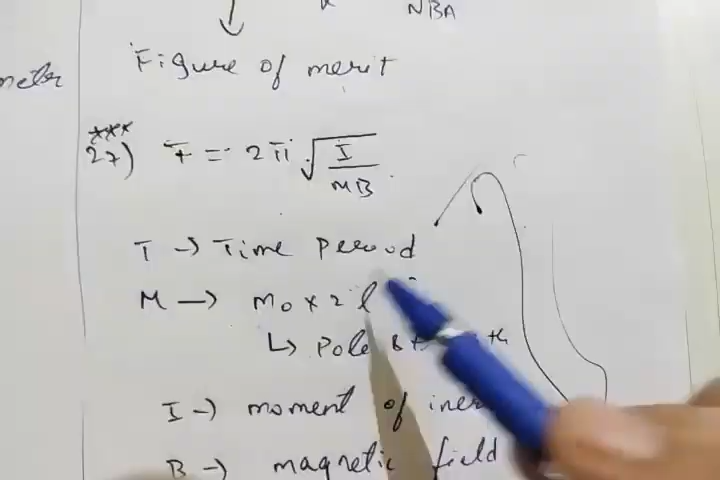 NBA
Figure of merit
meter
***
27) T = 2π √ I / MB
T → Time Period
M → m₀ × 2l
↳ Pole
I → moment of
B → magnetic field